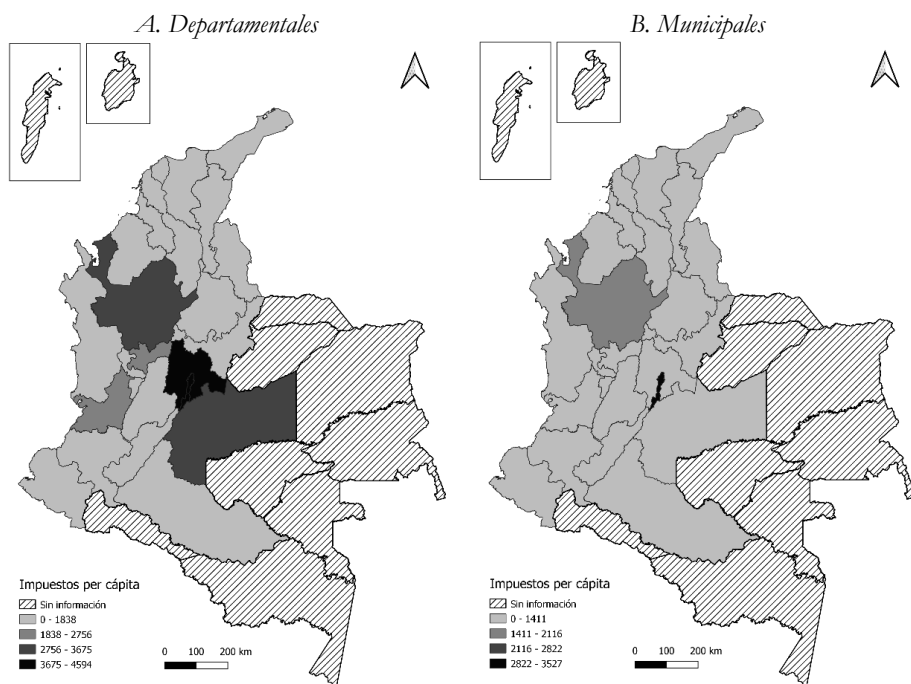 A. Departamentales
B. Municipales
Impuestos per cápita
Sin información
0 - 1838
1838 - 2756
2756 - 3675
3675 - 4594
0 100 200 km
Impuestos per cápita
Sin información
0 - 1411
1411 - 2116
2116 - 2822
2822 - 3527
0 100 200 km